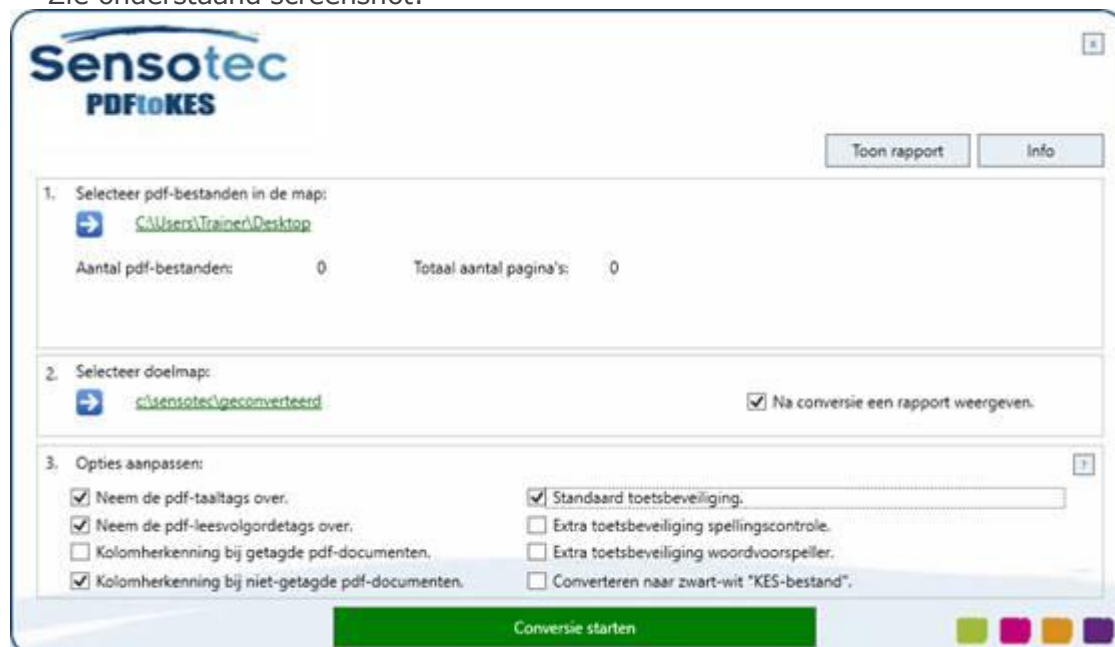 Zie onderstaand screenshot:
Sensotec
PDFtoKES
x
Toon rapport
Info
1. Selecteer pdf-bestanden in de map:
C:\Users\Trainer\Desktop
Aantal pdf-bestanden: 0 Totaal aantal pagina's: 0
2. Selecteer doelmap:
c:\sensotec\geconverteerd
Na conversie een rapport weergeven.
3. Opties aanpassen:
?
Neem de pdf-taaltags over.
Neem de pdf-leesvolgordetags over.
Kolomherkenning bij getagde pdf-documenten.
Kolomherkenning bij niet-getagde pdf-documenten.
Standaard toetsbeveiliging.
Extra toetsbeveiliging spellingscontrole.
Extra toetsbeveiliging woordvoorspeller.
Converteren naar zwart-wit "KES-bestand".
Conversie starten